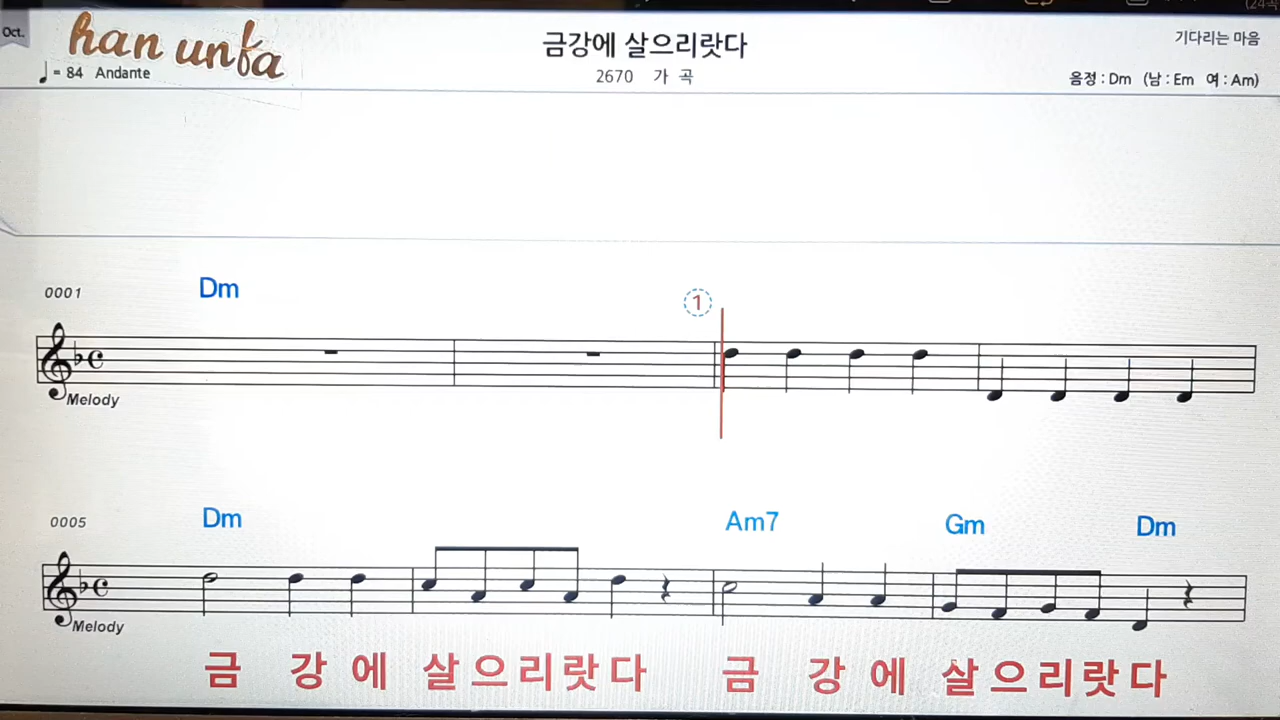 Oct.
han unfa
금강에 살으리랏다
기다리는 마음
= 84 Andante
2670 가 곡
음정 : Dm (남 : Em 여 : Am)
0001
Dm
1
Melody
0005
Dm Am7 Gm Dm
Melody
금 강 에 살으리랏다 금 강 에 살으리랏다